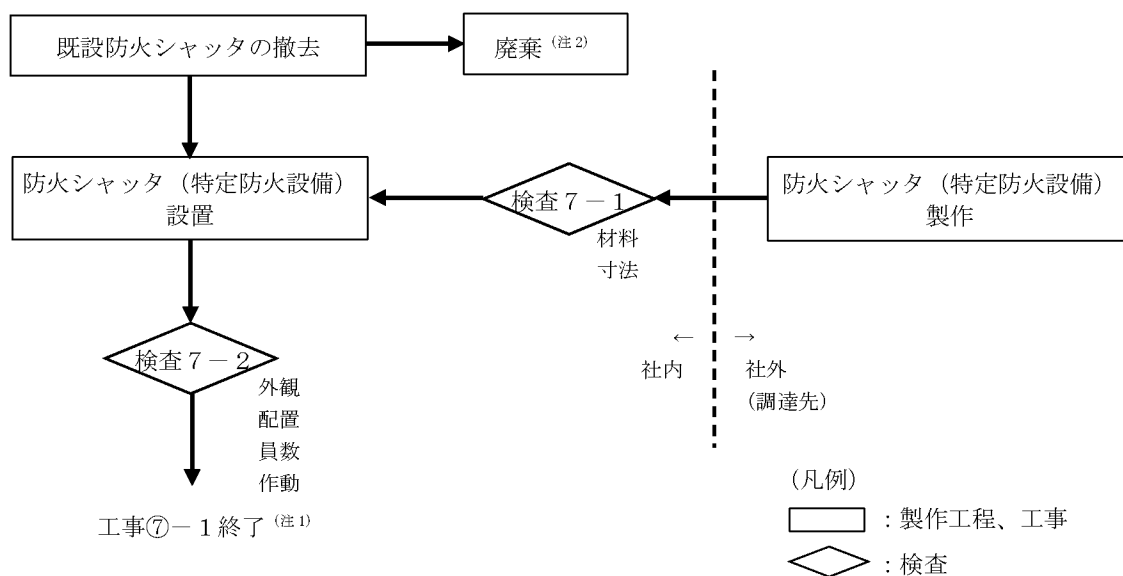 既設防火シャッタの撤去
廃棄(注2)
防火シャッタ(特定防火設備)
設置
検査7-1
材料
寸法
防火シャッタ(特定防火設備)
製作
← →
社内 社外
(調達先)
検査7-2
外観
配置
員数
作動
工事⑦-1終了(注1)
(凡例)
:製作工程、工事
:検査